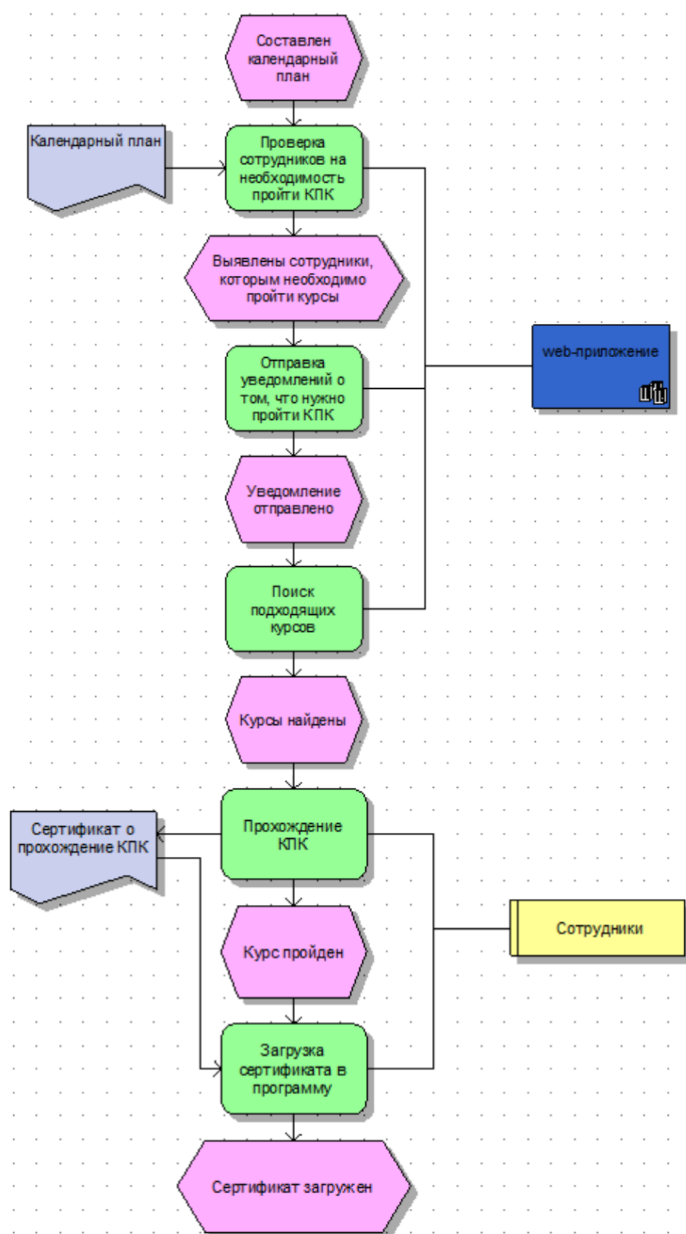 Составлен
календарный
план
Календарный план
Проверка
сотрудников на
необходимость
пройти КПК
Выявлены сотрудники,
которым необходимо
пройти курсы
web-приложение
Отправка
уведомлений о
том, что нужно
пройти КПК
Уведомление
отправлено
Поиск
подходящих
курсов
Курсы найдены
Сертификат о
прохождение КПК
Прохождение
КПК
Сотрудники
Курс пройден
Загрузка
сертификата в
программу
Сертификат загружен